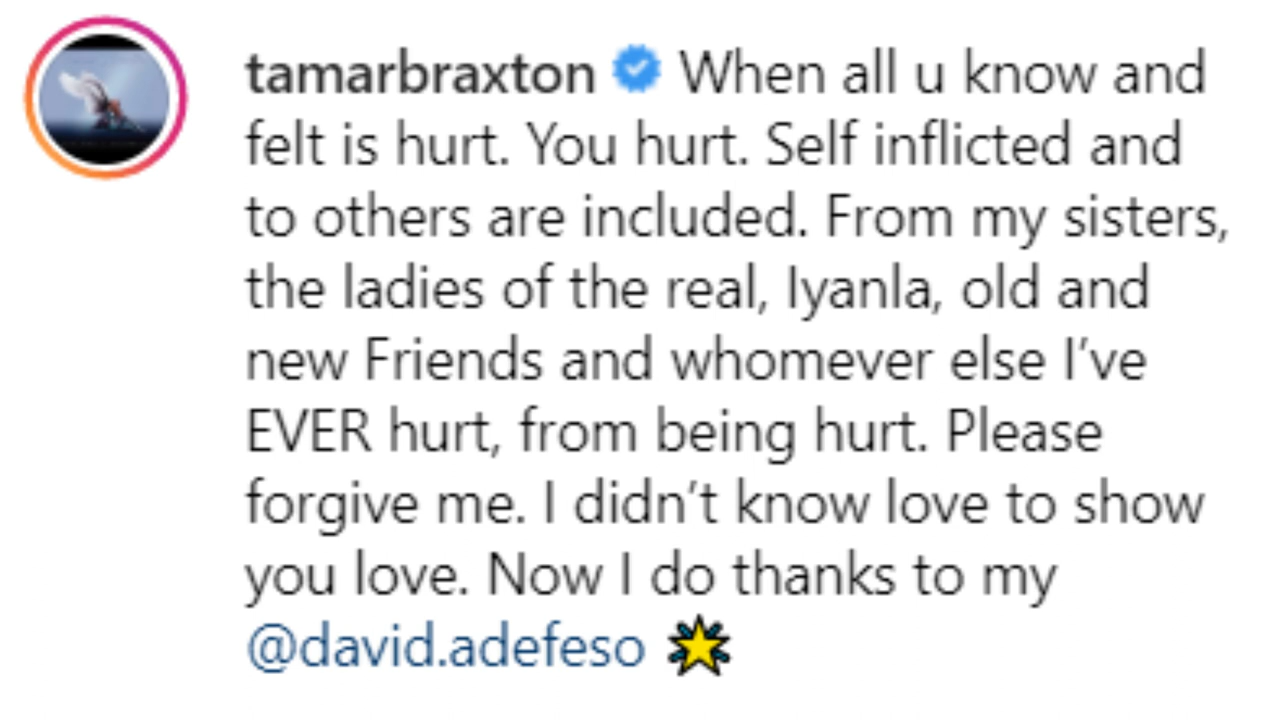 tamarbraxton When all u know and
felt is hurt. You hurt. Self inflicted and
to others are included. From my sisters,
the ladies of the real, Iyanla, old and
new Friends and whomever else I’ve
EVER hurt, from being hurt. Please
forgive me. I didn’t know love to show
you love. Now I do thanks to my
@david.adefeso